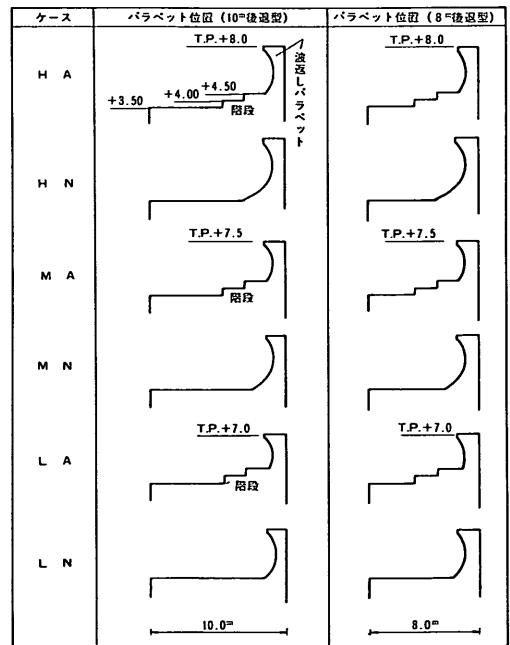 ケース
パラペット位置 (10ᵐ後退型)
パラペット位置 (8ᵐ後退型)
H A
T.P.+8.0
+4.50
+4.00
+3.50
階段
波返しパラペット
T.P.+8.0
H N
M A
T.P.+7.5
階段
T.P.+7.5
M N
L A
T.P.+7.0
階段
T.P.+7.0
L N
10.0ᵐ
8.0ᵐ